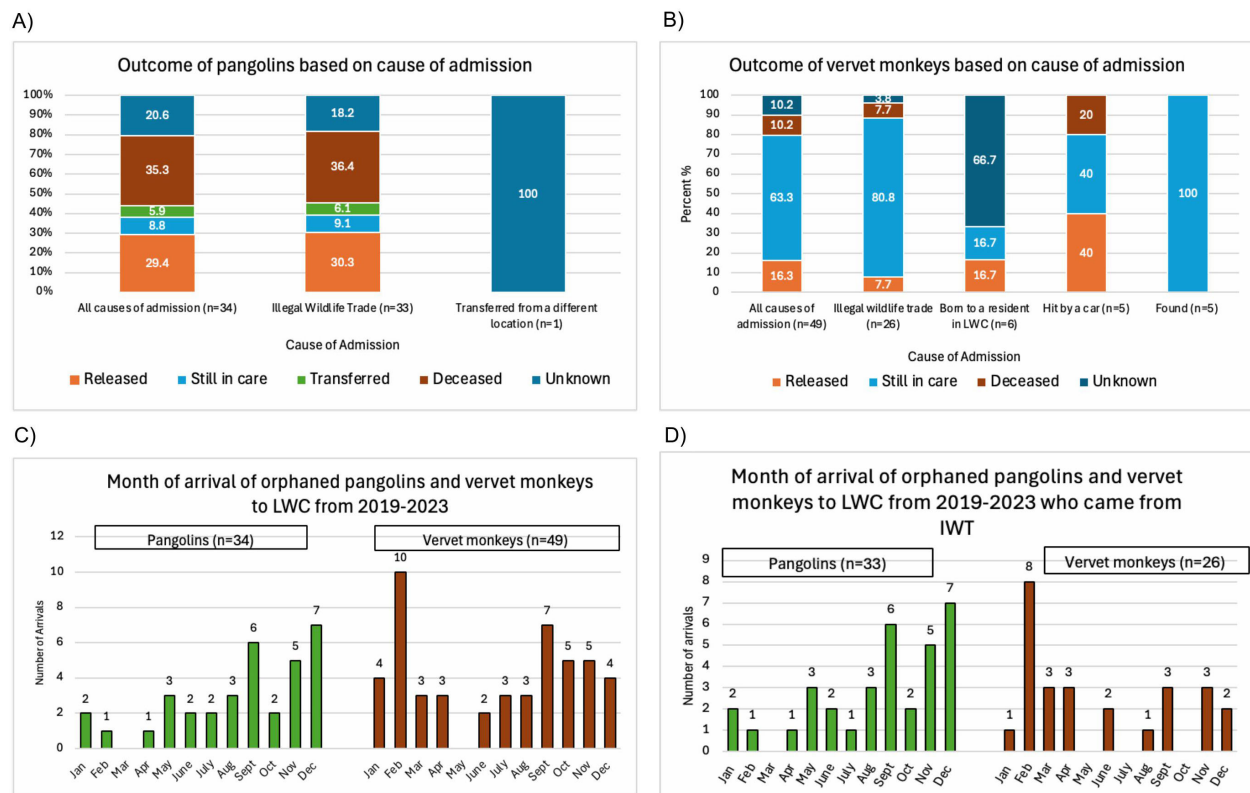 A)
Outcome of pangolins based on cause of admission
100%
90%
80%
70%
60%
50%
40%
30%
20%
10%
0%
20.6
35.3
5.9
8.8
29.4
18.2
36.4
6.1
9.1
30.3
100
All causes of admission (n=34)
Illegal Wildlife Trade (n=33)
Transferred from a different
location (n=1)
Cause of Admission
Released Still in care Transferred Deceased Unknown
B)
Outcome of vervet monkeys based on cause of admission
Percent %
100
90
80
70
60
50
40
30
20
10
0
10.2
10.2
63.3
16.3
3.8
7.7
80.8
7.7
66.7
16.7
16.7
20
40
40
100
All causes of
admission (n=49)
Illegal wildlife trade
(n=26)
Born to a resident
in LWC (n=6)
Hit by a car (n=5)
Found (n=5)
Cause of Admission
Released Still in care Deceased Unknown
C)
Month of arrival of orphaned pangolins and vervet monkeys
to LWC from 2019-2023
Pangolins (n=34)
Vervet monkeys (n=49)
Number of Arrivals
12
10
8
6
4
2
0
2 1 1 3 2 2 3 6 2 5 7
4 10 3 3 2 3 3 7 5 5 4
Jan Feb Mar Apr May June July Aug Sept Oct Nov Dec
Jan Feb Mar Apr May June July Aug Sept Oct Nov Dec
D)
Month of arrival of orphaned pangolins and vervet
monkeys to LWC from 2019-2023 who came from
IWT
Pangolins (n=33)
Vervet monkeys (n=26)
Number of arrivals
9
8
7
6
5
4
3
2
1
0
2 1 1 3 2 1 3 6 2 5 7
1 8 3 3 2 1 3 3 2
Jan Feb Mar Apr May June July Aug Sept Oct Nov Dec
Jan Feb Mar Apr May June July Aug Sept Oct Nov Dec